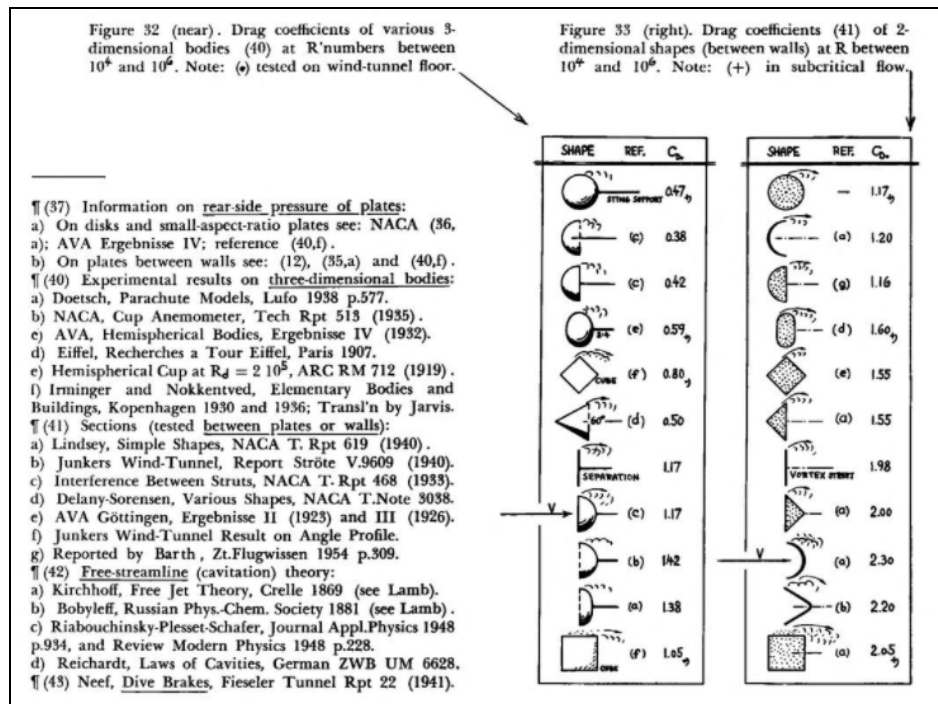 Figure 32 (near). Drag coefficients of various 3-
dimensional bodies (40) at R'numbers between
10⁴ and 10⁶. Note: (•) tested on wind-tunnel floor.
Figure 33 (right). Drag coefficients (41) of 2-
dimensional shapes (between walls) at R between
10⁴ and 10⁶. Note: (+) in subcritical flow.
¶ (37) Information on rear-side pressure of plates:
a) On disks and small-aspect-ratio plates see: NACA (36,
a); AVA Ergebnisse IV; reference (40,f).
b) On plates between walls see: (12), (35,a) and (40,f).
¶ (40) Experimental results on three-dimensional bodies:
a) Doetsch, Parachute Models, Lufo 1938 p.577.
b) NACA, Cup Anemometer, Tech Rpt 513 (1935).
c) AVA, Hemispherical Bodies, Ergebnisse IV (1932).
d) Eiffel, Recherches a Tour Eiffel, Paris 1907.
e) Hemispherical Cup at R_d = 2 10⁵, ARC RM 712 (1919).
f) Irminger and Nokkentved, Elementary Bodies and
Buildings, Kopenhagen 1930 and 1936; Transl'n by Jarvis.
¶ (41) Sections (tested between plates or walls):
a) Lindsey, Simple Shapes, NACA T. Rpt 619 (1940).
b) Junkers Wind-Tunnel, Report Ströte V.9609 (1940).
c) Interference Between Struts, NACA T. Rpt 468 (1933).
d) Delany-Sorensen, Various Shapes, NACA T.Note 3038.
e) AVA Göttingen, Ergebnisse II (1923) and III (1926).
f) Junkers Wind-Tunnel Result on Angle Profile.
g) Reported by Barth, Zt.Flugwissen 1954 p.309.
¶ (42) Free-streamline (cavitation) theory:
a) Kirchhoff, Free Jet Theory, Crelle 1869 (see Lamb).
b) Bobyleff, Russian Phys.-Chem. Society 1881 (see Lamb).
c) Riabouchinsky-Plesset-Schafer, Journal Appl.Physics 1948
p.934, and Review Modern Physics 1948 p.228.
d) Reichardt, Laws of Cavities, German ZWB UM 6628.
¶ (43) Neef, Dive Brakes, Fieseler Tunnel Rpt 22 (1941).
SHAPE REF. C_D.
STING SUPPORT 0.47
(c) 0.38
(c) 0.42
(e) 0.59
CUBE (f) 0.80
60° (d) 0.50
SEPARATION 1.17
V (c) 1.17
(b) 1.42
(a) 1.38
CUBE (f) 1.05
SHAPE REF. C_D.
– 1.17
(a) 1.20
(g) 1.16
(d) 1.60
(e) 1.55
(a) 1.55
VORTEX STREET 1.98
(a) 2.00
V (a) 2.30
(b) 2.20
(a) 2.05